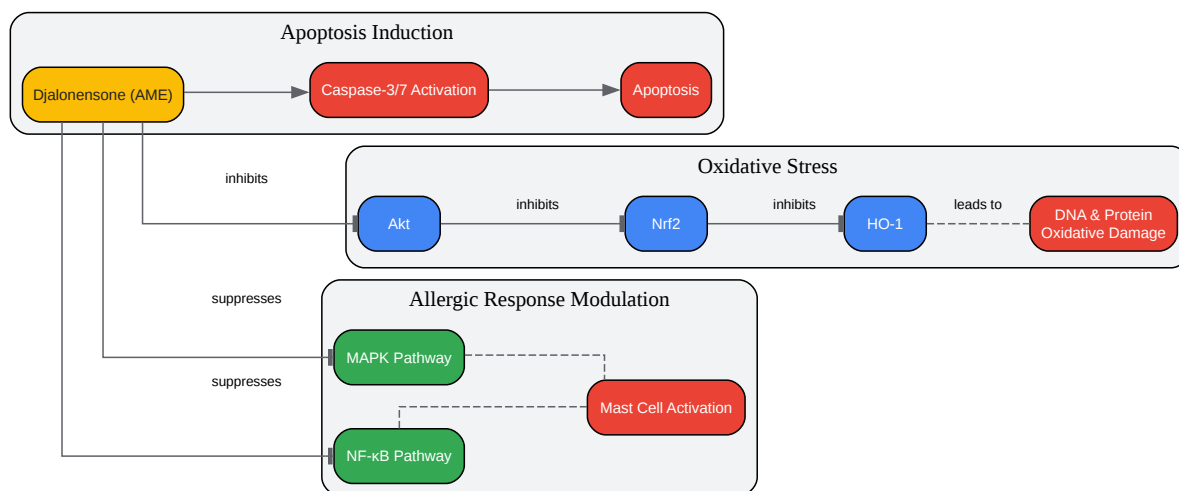 Apoptosis Induction
Djalonensone (AME)
Caspase-3/7 Activation
Apoptosis
Oxidative Stress
inhibits
Akt
inhibits
Nrf2
inhibits
HO-1
leads to
DNA & Protein
Oxidative Damage
Allergic Response Modulation
suppresses
MAPK Pathway
suppresses
Mast Cell Activation
NF-κB Pathway